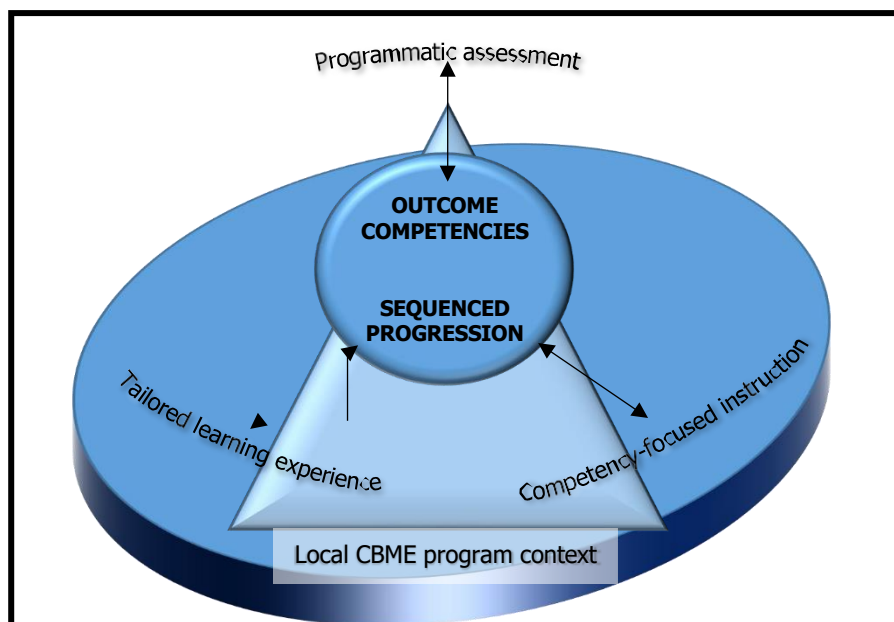 Programmatic assessment
OUTCOME
COMPETENCIES
SEQUENCED
PROGRESSION
Tailored learning experience
Competency-focused instruction
Local CBME program context